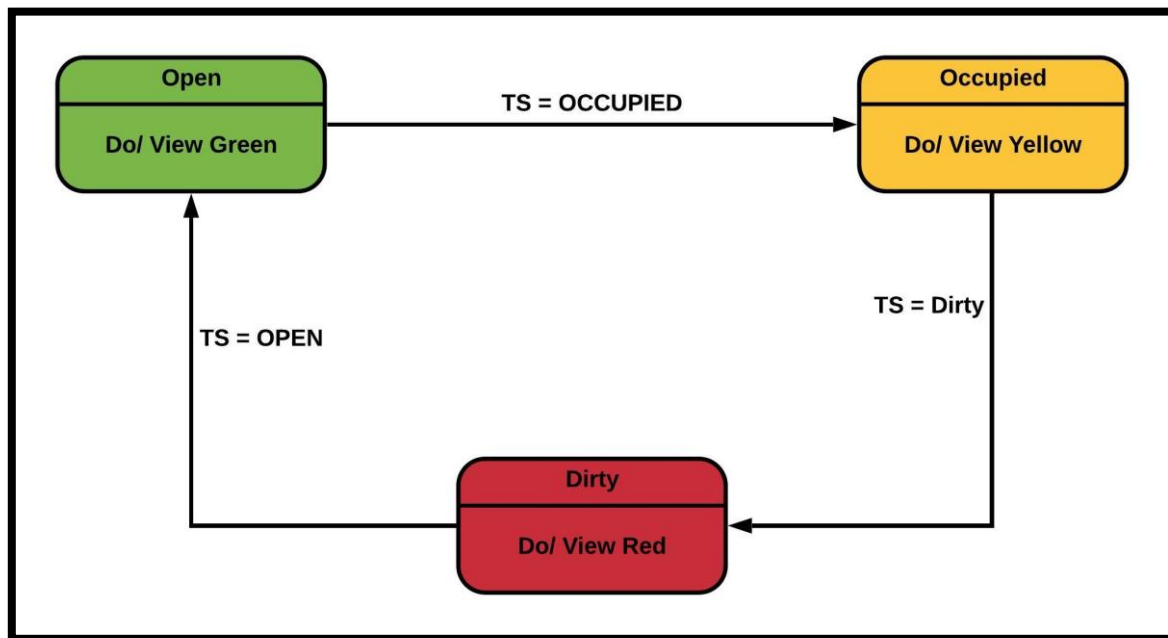 Open
Do/ View Green
TS = OCCUPIED
Occupied
Do/ View Yellow
TS = Dirty
TS = OPEN
Dirty
Do/ View Red